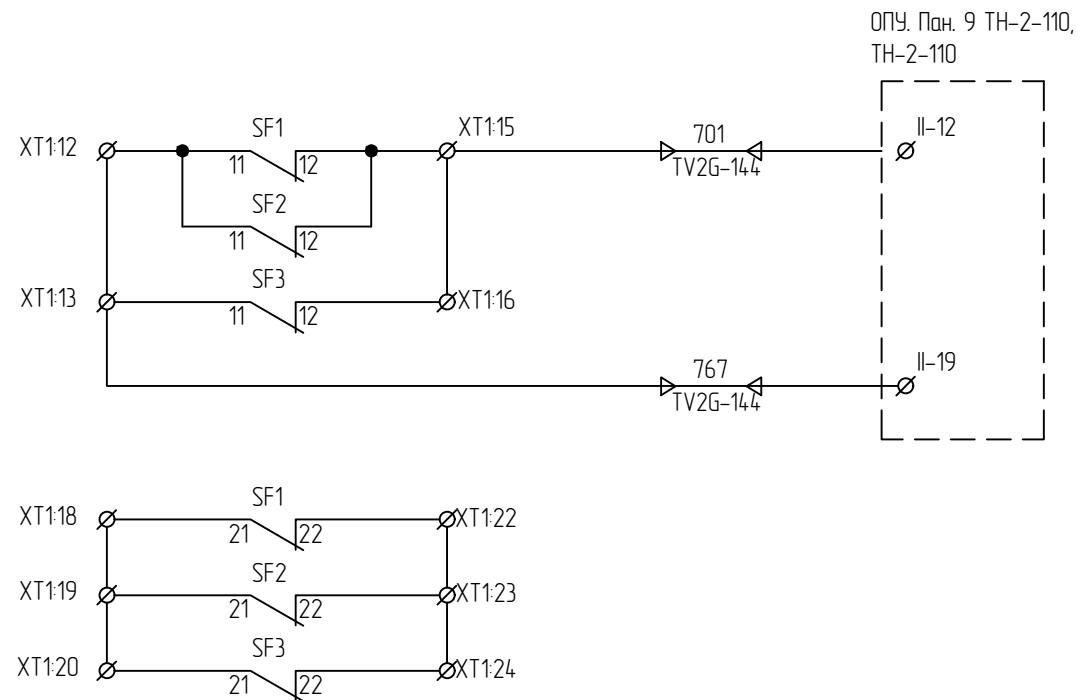 ОПУ. Пан. 9 ТН-2-110,
ТН-2-110
XT1:12
SF1
11
12
XT1:15
701
TV2G-144
II-12
SF2
11
12
XT1:13
SF3
11
12
XT1:16
767
TV2G-144
II-19
XT1:18
SF1
21
22
XT1:22
XT1:19
SF2
21
22
XT1:23
XT1:20
SF3
21
22
XT1:24